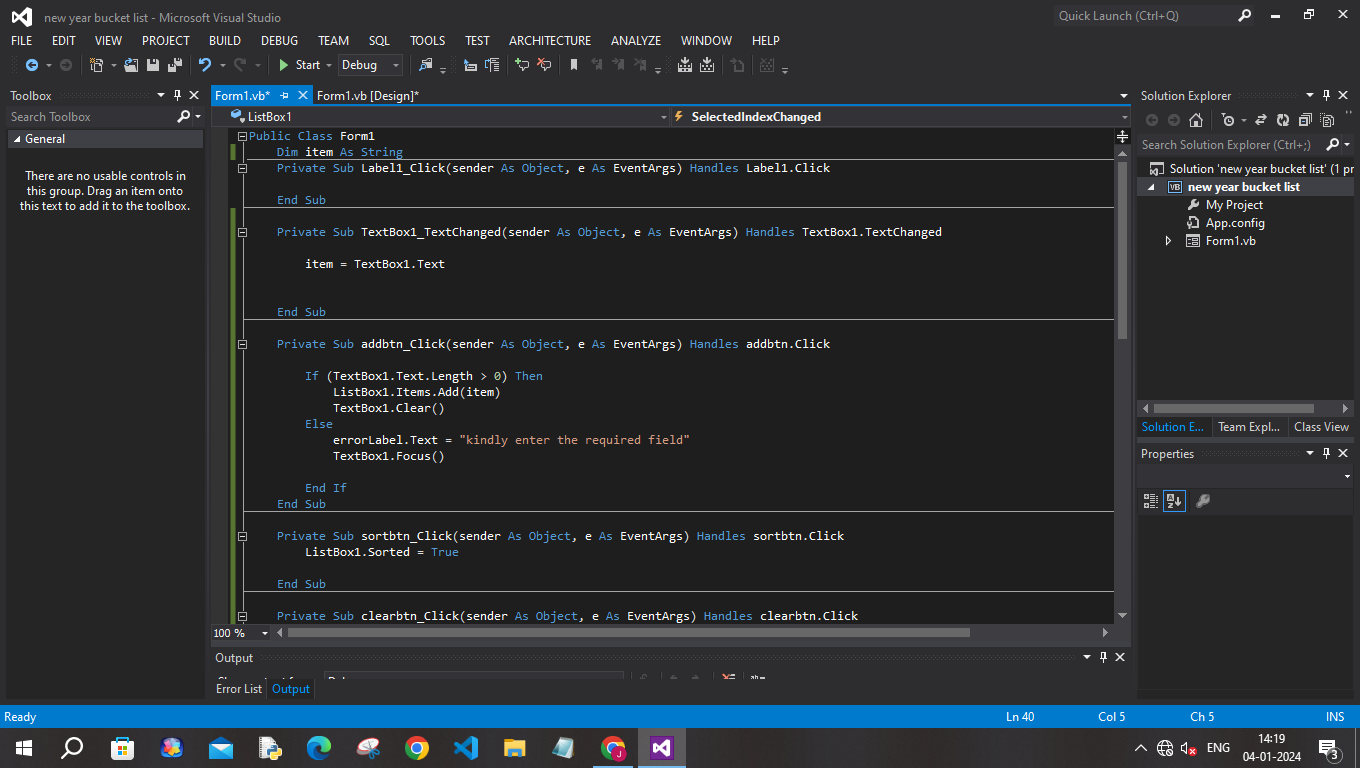 new year bucket list - Microsoft Visual Studio
Quick Launch (Ctrl+Q)
FILE EDIT VIEW PROJECT BUILD DEBUG TEAM SQL TOOLS TEST ARCHITECTURE ANALYZE WINDOW HELP
Start Debug
Toolbox
Search Toolbox
General
There are no usable controls in
this group. Drag an item onto
this text to add it to the toolbox.
Form1.vb* Form1.vb [Design]*
ListBox1 SelectedIndexChanged
Public Class Form1
Dim item As String
Private Sub Label1_Click(sender As Object, e As EventArgs) Handles Label1.Click
End Sub
Private Sub TextBox1_TextChanged(sender As Object, e As EventArgs) Handles TextBox1.TextChanged
item = TextBox1.Text
End Sub
Private Sub addbtn_Click(sender As Object, e As EventArgs) Handles addbtn.Click
If (TextBox1.Text.Length > 0) Then
ListBox1.Items.Add(item)
TextBox1.Clear()
Else
errorLabel.Text = "kindly enter the required field"
TextBox1.Focus()
End If
End Sub
Private Sub sortbtn_Click(sender As Object, e As EventArgs) Handles sortbtn.Click
ListBox1.Sorted = True
End Sub
Private Sub clearbtn_Click(sender As Object, e As EventArgs) Handles clearbtn.Click
100 %
Output
Error List Output
Solution Explorer
Search Solution Explorer (Ctrl+;)
Solution 'new year bucket list' (1 pr
VB new year bucket list
My Project
App.config
Form1.vb
Solution E... Team Expl... Class View
Properties
Ready Ln 40 Col 5 Ch 5 INS
ENG
14:19
04-01-2024
3